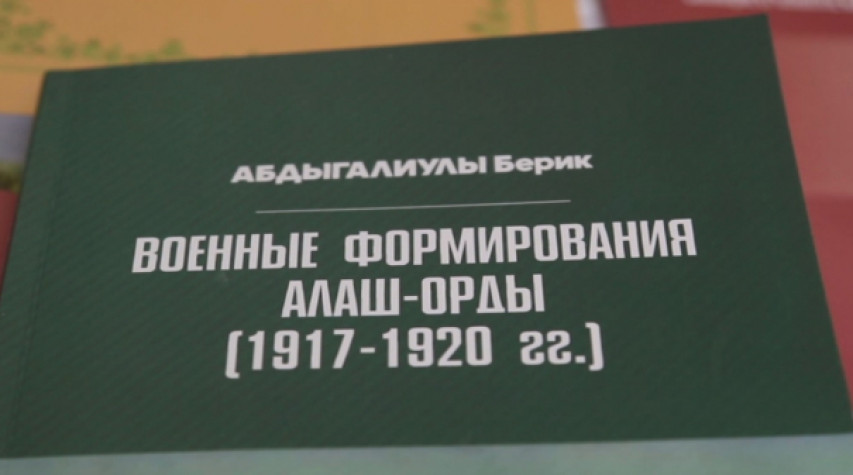 АБДЫГАЛИУЛЫ Берик
ВОЕННЫЕ ФОРМИРОВАНИЯ
АЛАШ-ОРДЫ
(1917-1920 гг.)